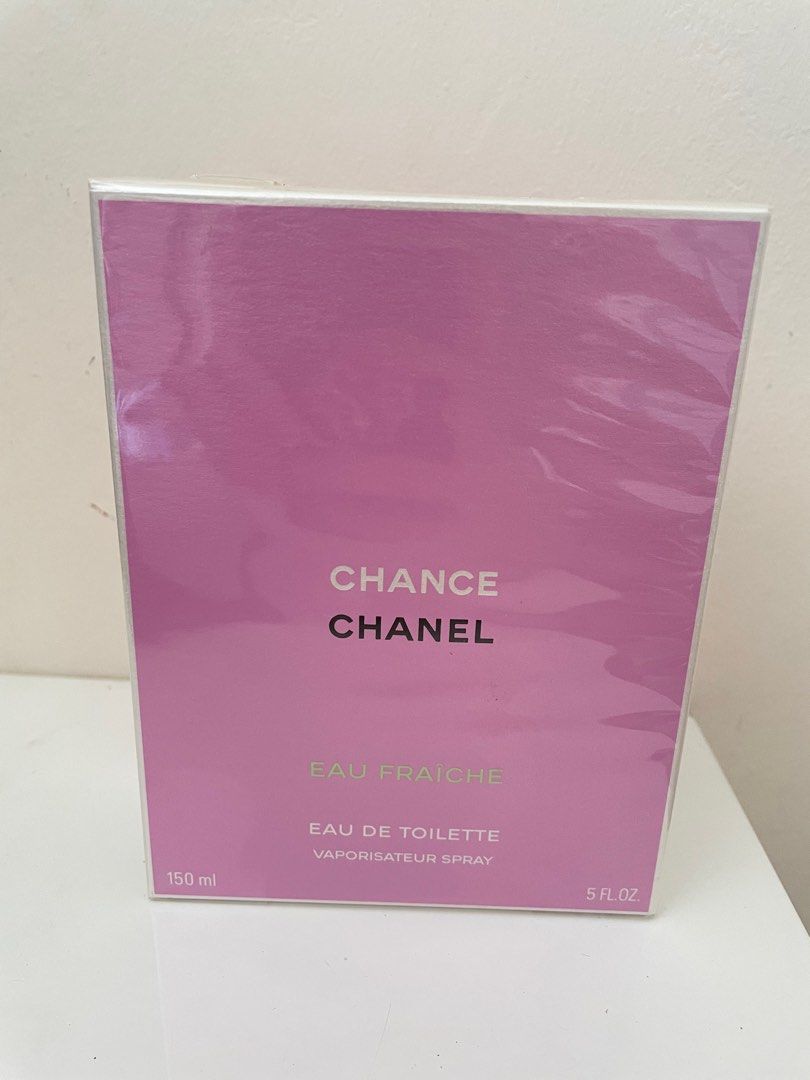 CHANCE
CHANEL
EAU FRAÎCHE
EAU DE TOILETTE
VAPORISATEUR SPRAY
150 ml
5 FL.OZ.